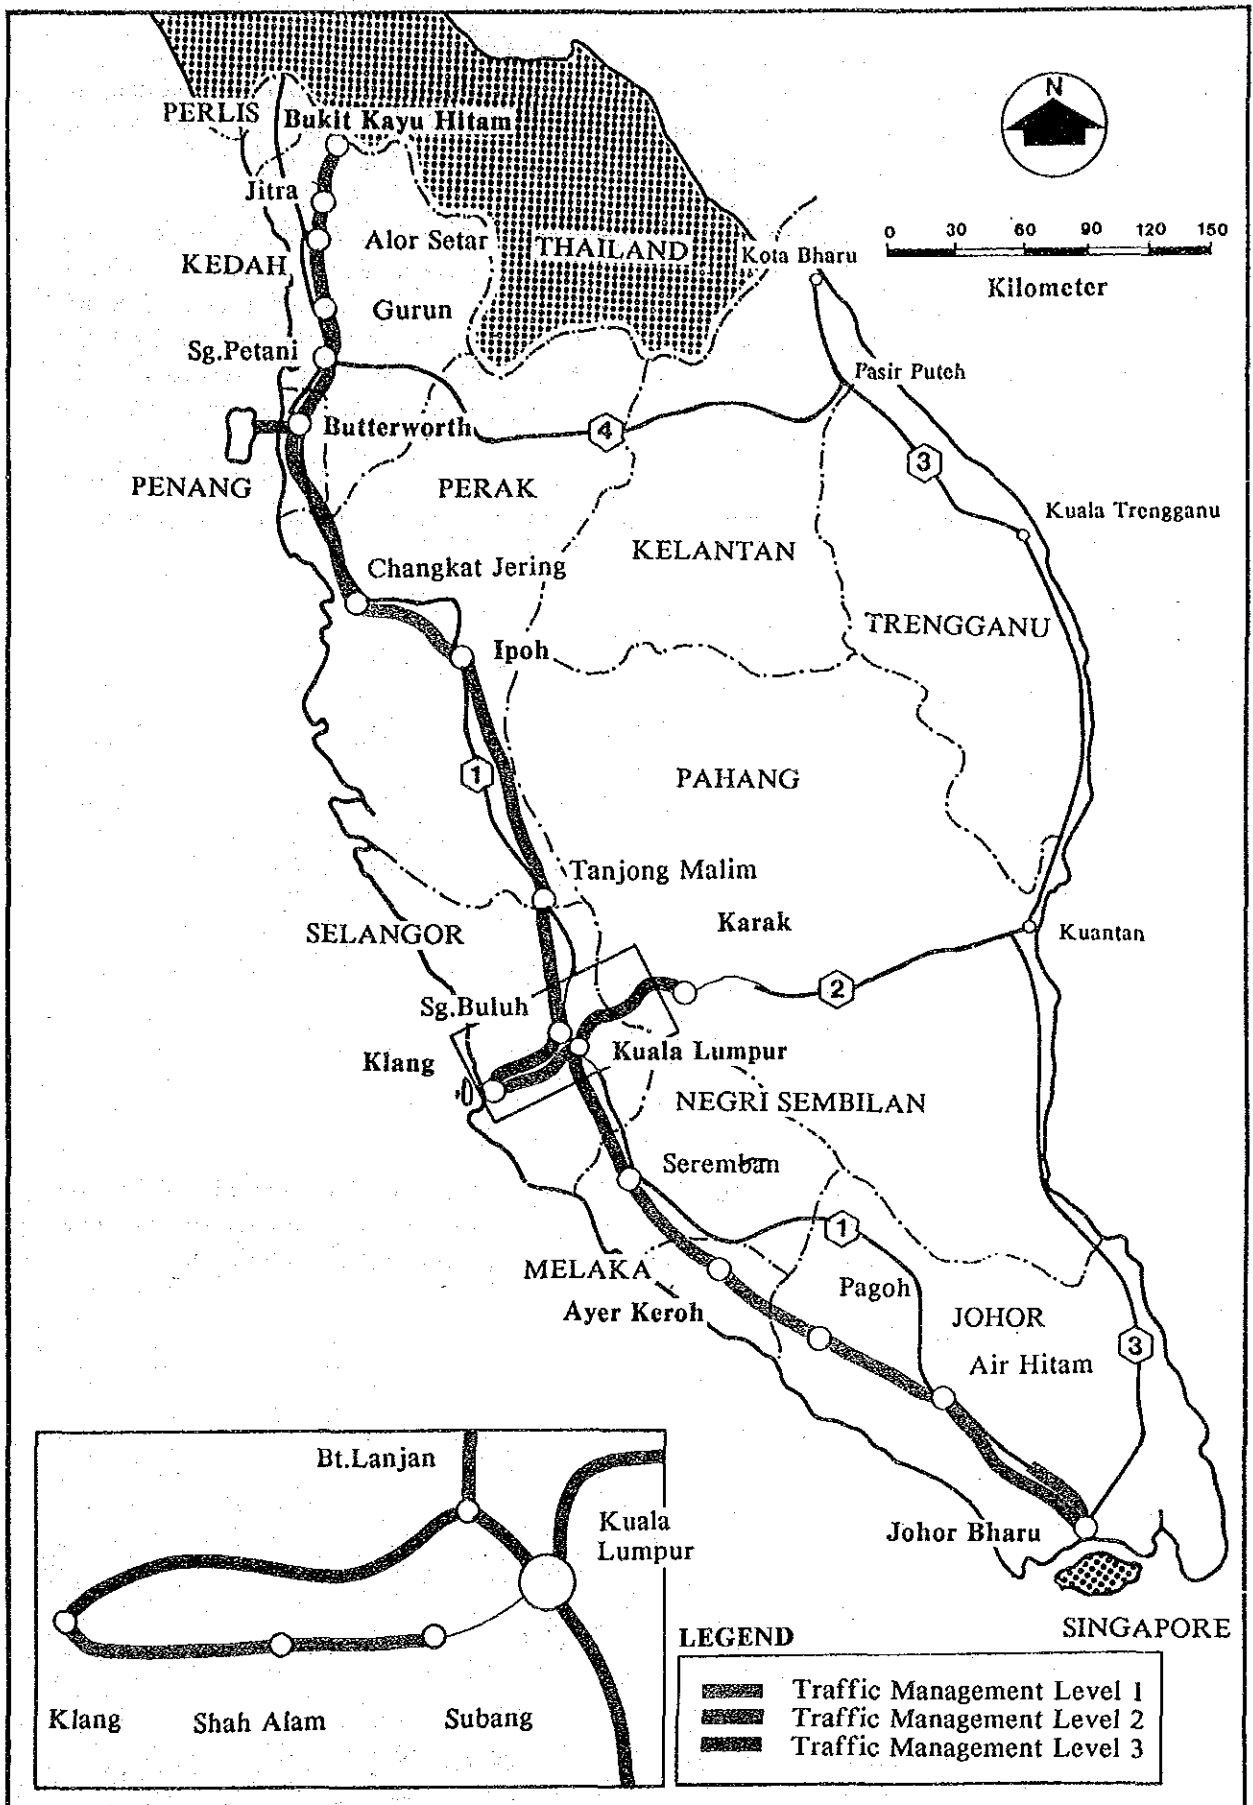 N
PERLIS
Bukit Kayu Hitam
Jitra
Alor Setar
THAILAND
Kota Bharu
0 30 60 90 120 150
Kilometer
KEDAH
Gurun
Sg.Petani
Pasir Puteh
Butterworth
4
3
PENANG
PERAK
Kuala Trengganu
KELANTAN
Changkat Jering
TRENGGANU
Ipoh
1
PAHANG
Tanjong Malim
SELANGOR
Karak
Kuantan
2
Sg.Buluh
Klang
Kuala Lumpur
NEGRI SEMBILAN
Seremban
1
MELAKA
Pagoh
Ayer Keroh
JOHOR
3
Air Hitam
Johor Bharu
SINGAPORE
Bt.Lanjan
Kuala
Lumpur
Klang
Shah Alam
Subang
LEGEND
Traffic Management Level 1
Traffic Management Level 2
Traffic Management Level 3